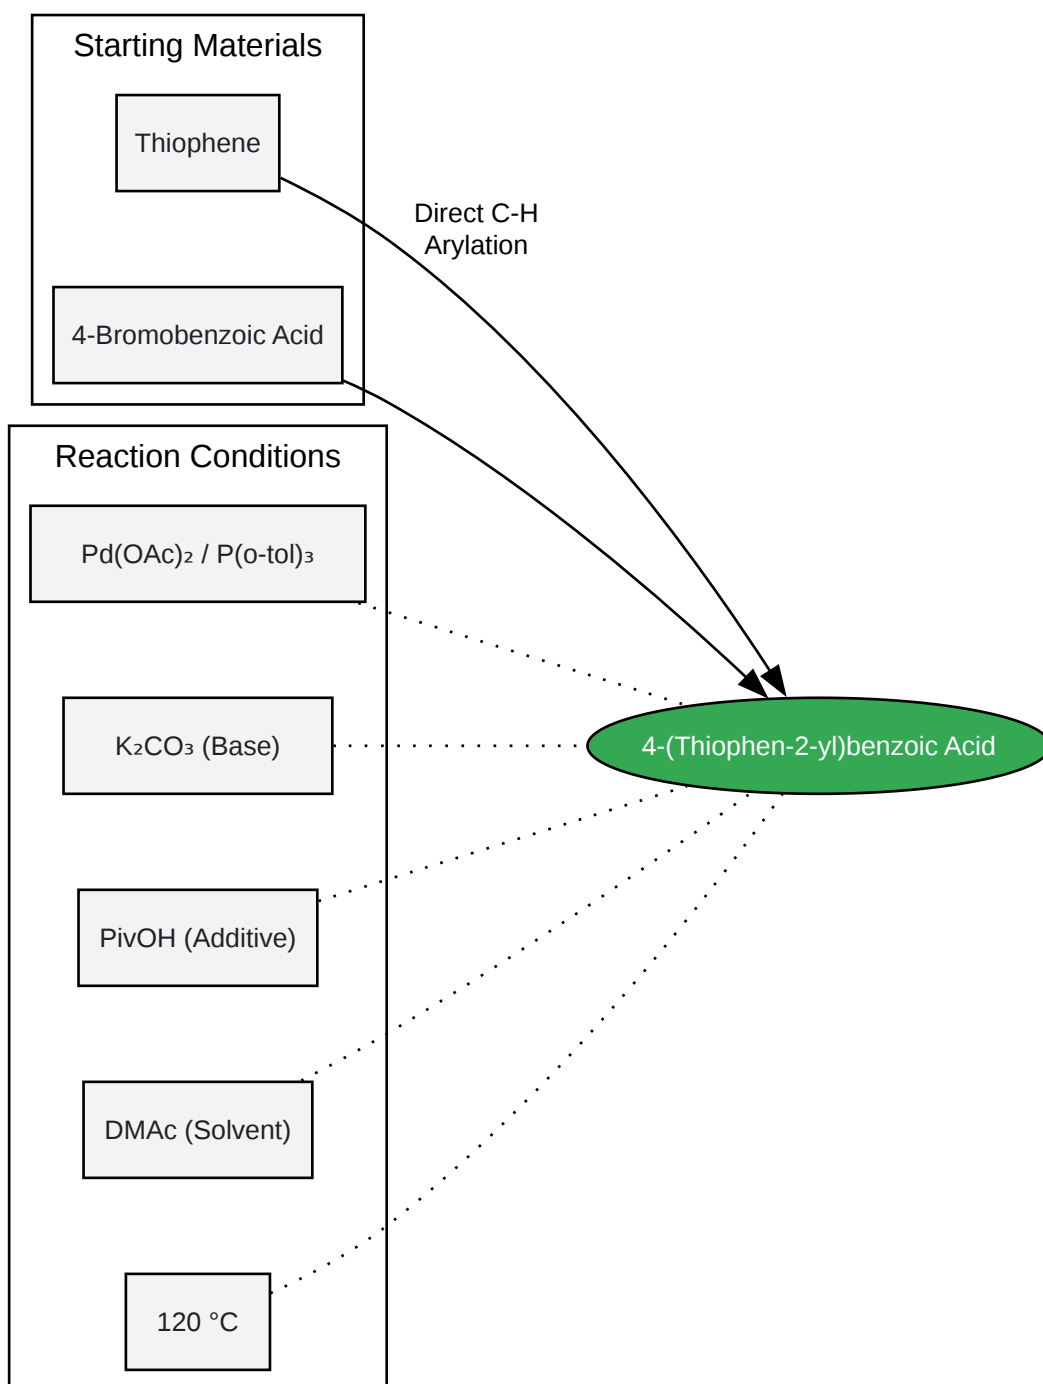 Starting Materials
Thiophene
Direct C-H
Arylation
4-Bromobenzoic Acid
Reaction Conditions
Pd(OAc)₂ / P(o-tol)₃
K₂CO₃ (Base)
4-(Thiophen-2-yl)benzoic Acid
PivOH (Additive)
DMAc (Solvent)
120 °C